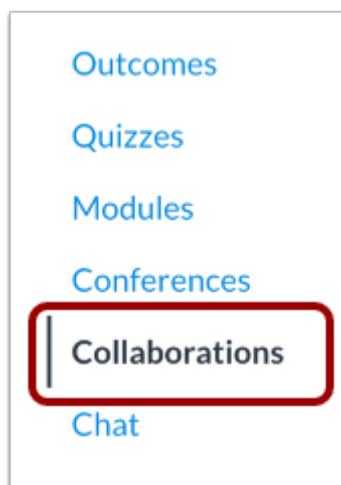 Outcomes
Quizzes
Modules
Conferences
Collaborations
Chat